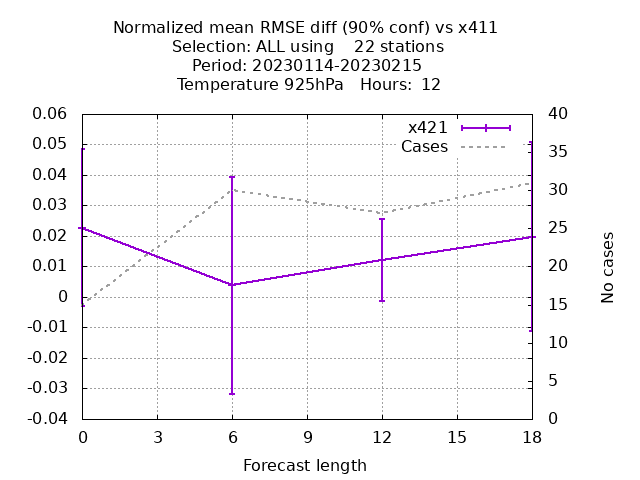 Normalized mean RMSE diff (90% conf) vs x411
Selection: ALL using    22 stations
Period: 20230114-20230215
Temperature 925hPa   Hours:  12
x421
Cases
0.06
0.05
0.04
0.03
0.02
0.01
0
-0.01
-0.02
-0.03
-0.04
40
35
30
25
20
15
10
5
0
No cases
0 3 6 9 12 15 18
Forecast length